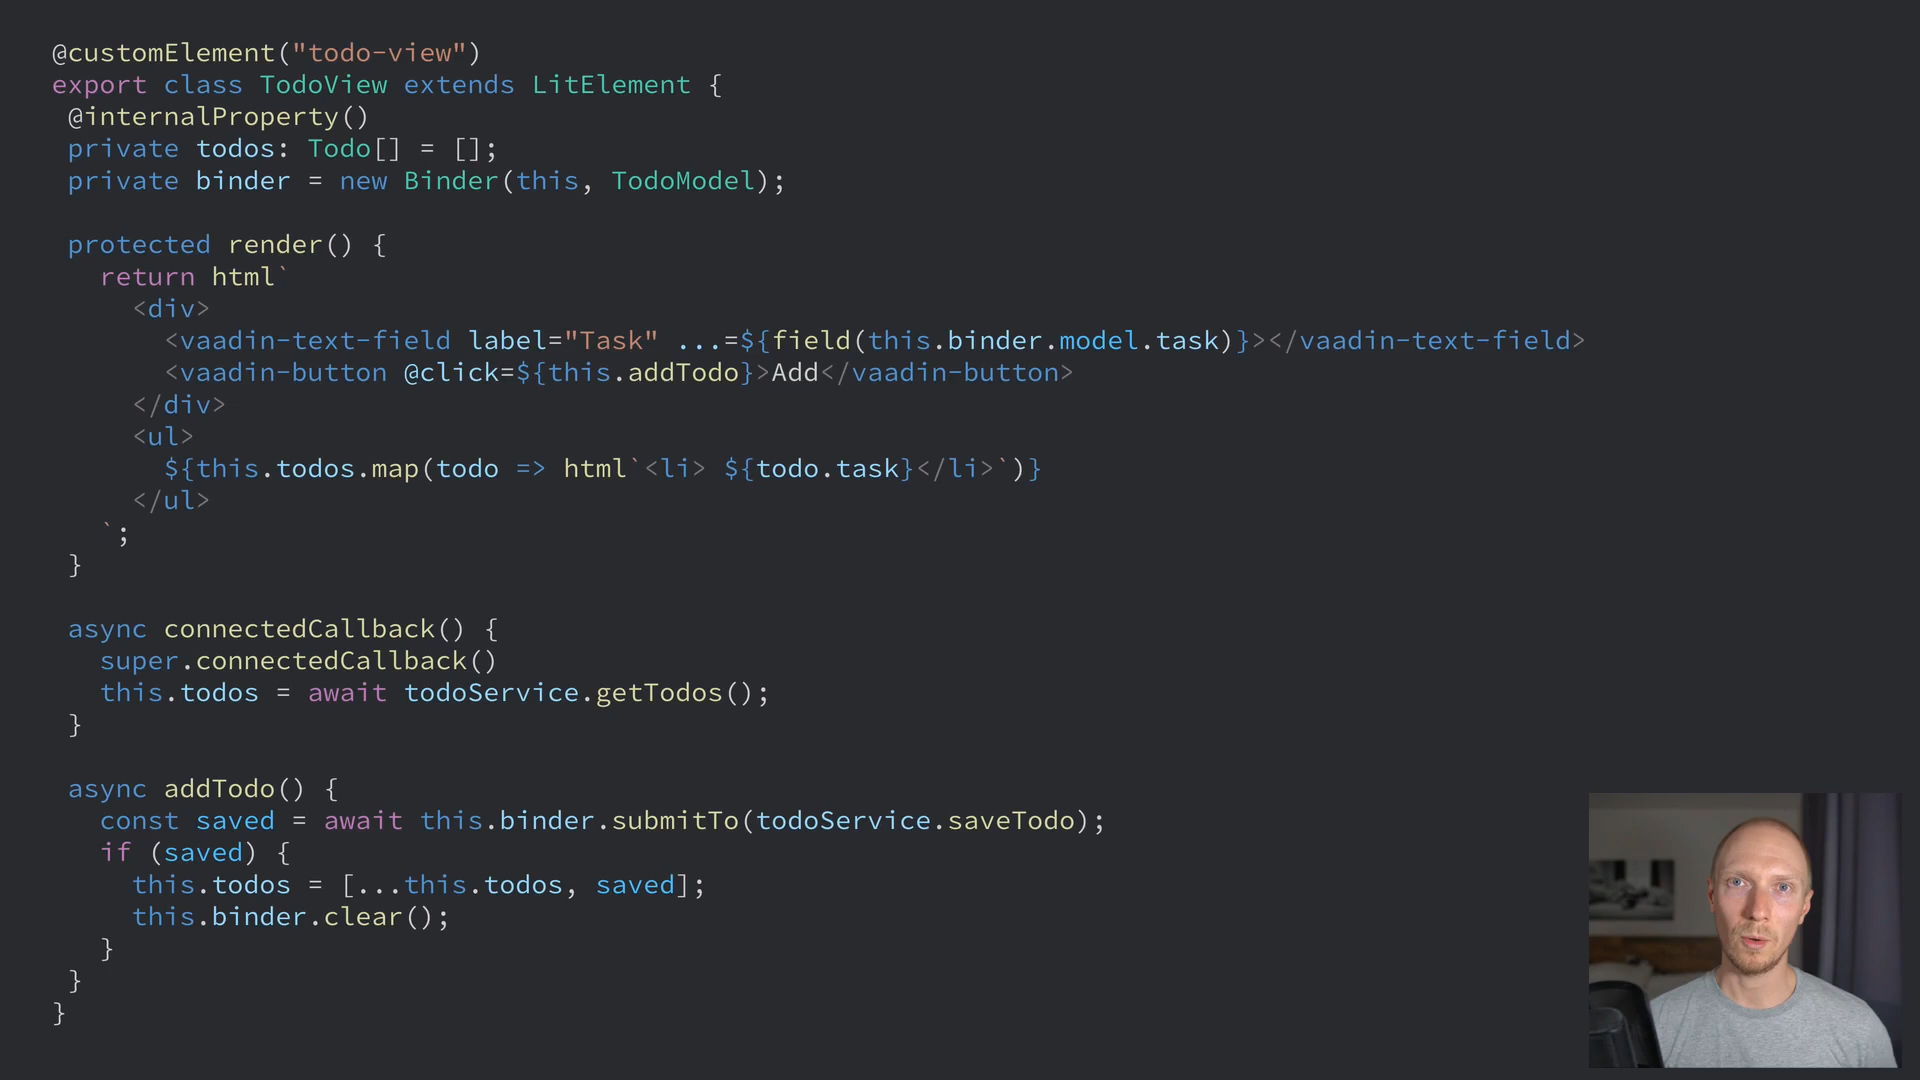 @customElement("todo-view")
export class TodoView extends LitElement {
@internalProperty()
private todos: Todo[] = [];
private binder = new Binder(this, TodoModel);
protected render() {
return html`
<div>
<vaadin-text-field label="Task" ...=${field(this.binder.model.task)}></vaadin-text-field>
<vaadin-button @click=${this.addTodo}>Add</vaadin-button>
</div>
<ul>
${this.todos.map(todo => html`<li> ${todo.task}</li>`)}
</ul>
`;
}
async connectedCallback() {
super.connectedCallback()
this.todos = await todoService.getTodos();
}
async addTodo() {
const saved = await this.binder.submitTo(todoService.saveTodo);
if (saved) {
this.todos = [...this.todos, saved];
this.binder.clear();
}
}
}